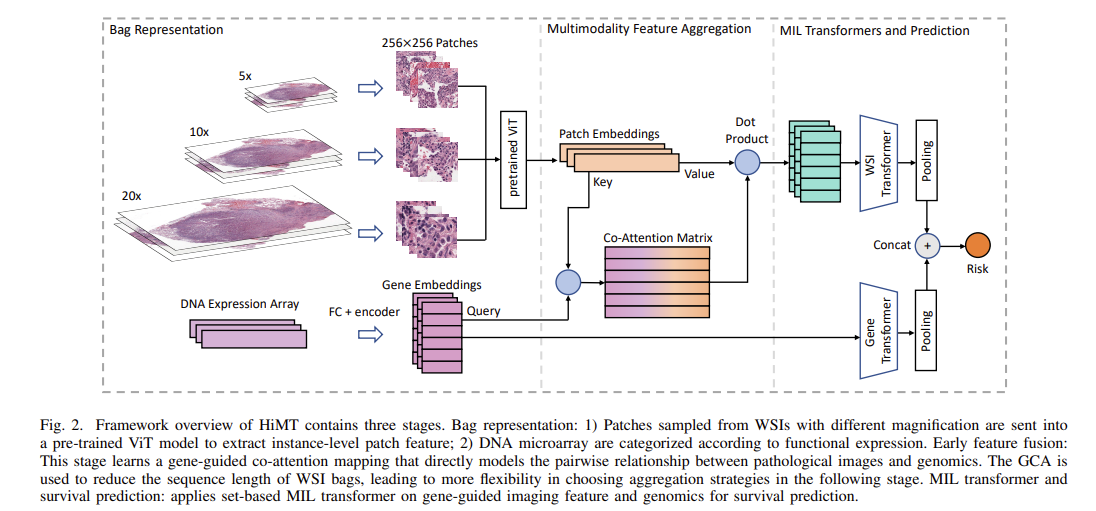 Bag Representation
Multimodality Feature Aggregation
MIL Transformers and Prediction
256×256 Patches
5x
10x
20x
pretrained ViT
Patch Embeddings
Key
Value
Dot
Product
WSI
Transformer
Pooling
Co-Attention Matrix
Concat
+
Risk
DNA Expression Array
FC + encoder
Gene Embeddings
Query
Gene
Transformer
Pooling
Fig. 2. Framework overview of HiMT contains three stages. Bag representation: 1) Patches sampled from WSIs with different magnification are sent into
a pre-trained ViT model to extract instance-level patch feature; 2) DNA microarray are categorized according to functional expression. Early feature fusion:
This stage learns a gene-guided co-attention mapping that directly models the pairwise relationship between pathological images and genomics. The GCA is
used to reduce the sequence length of WSI bags, leading to more flexibility in choosing aggregation strategies in the following stage. MIL transformer and
survival prediction: applies set-based MIL transformer on gene-guided imaging feature and genomics for survival prediction.